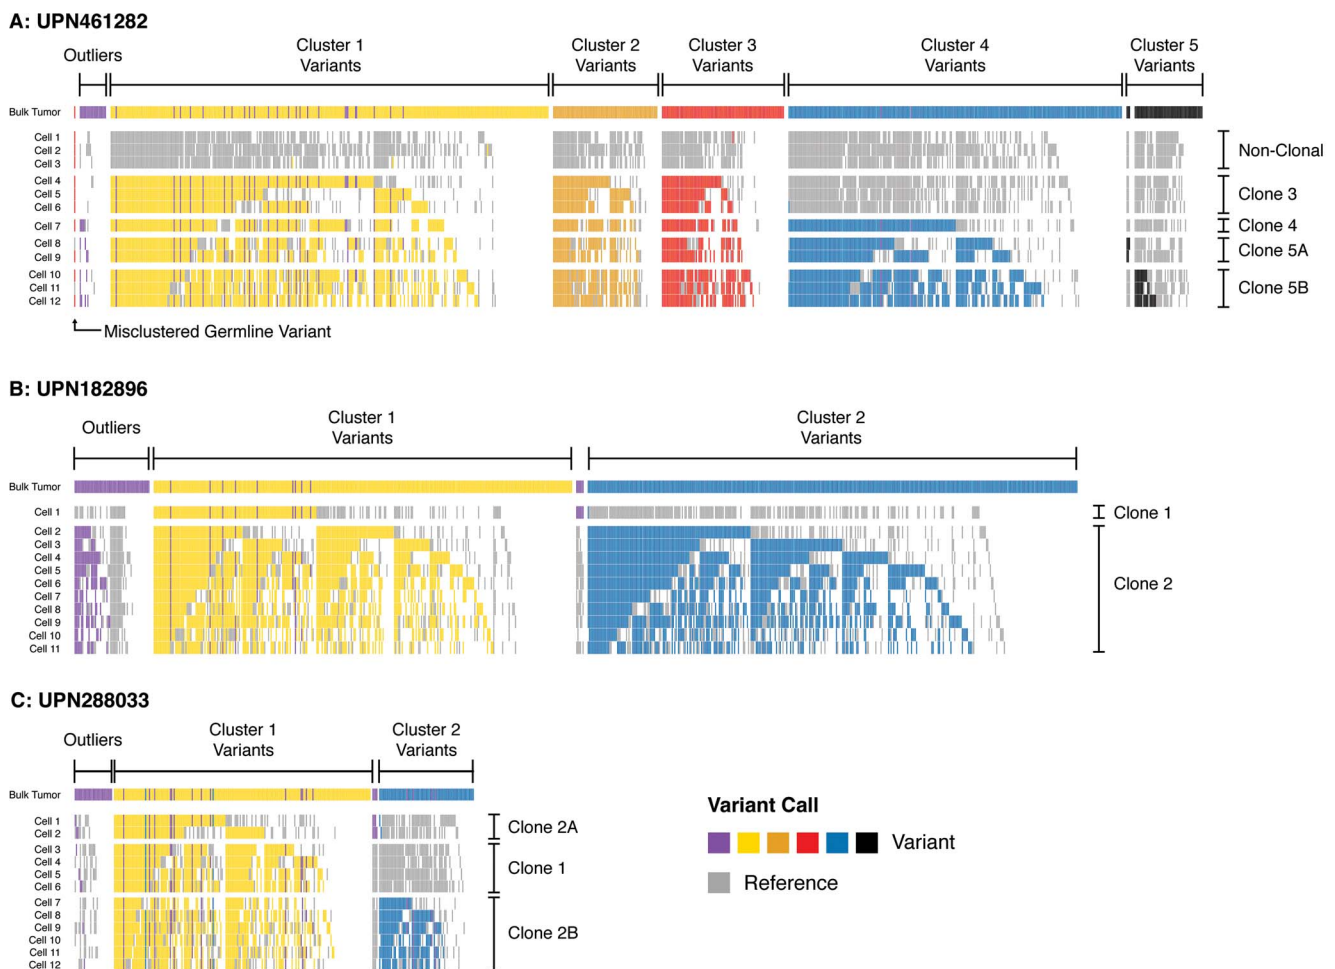 A: UPN461282
Outliers
Cluster 1
Variants
Cluster 2
Variants
Cluster 3
Variants
Cluster 4
Variants
Cluster 5
Variants
Bulk Tumor
Cell 1
Cell 2
Cell 3
Non-Clonal
Cell 4
Cell 5
Cell 6
Clone 3
Cell 7
Clone 4
Cell 8
Cell 9
Clone 5A
Cell 10
Cell 11
Cell 12
Clone 5B
Misclustered Germline Variant
B: UPN182896
Outliers
Cluster 1
Variants
Cluster 2
Variants
Bulk Tumor
Cell 1
Clone 1
Cell 2
Cell 3
Cell 4
Cell 5
Cell 6
Cell 7
Cell 8
Cell 9
Cell 10
Cell 11
Clone 2
C: UPN288033
Outliers
Cluster 1
Variants
Cluster 2
Variants
Bulk Tumor
Cell 1
Cell 2
Clone 2A
Cell 3
Cell 4
Cell 5
Cell 6
Clone 1
Cell 7
Cell 8
Cell 9
Cell 10
Cell 11
Cell 12
Clone 2B
Variant Call
Variant
Reference